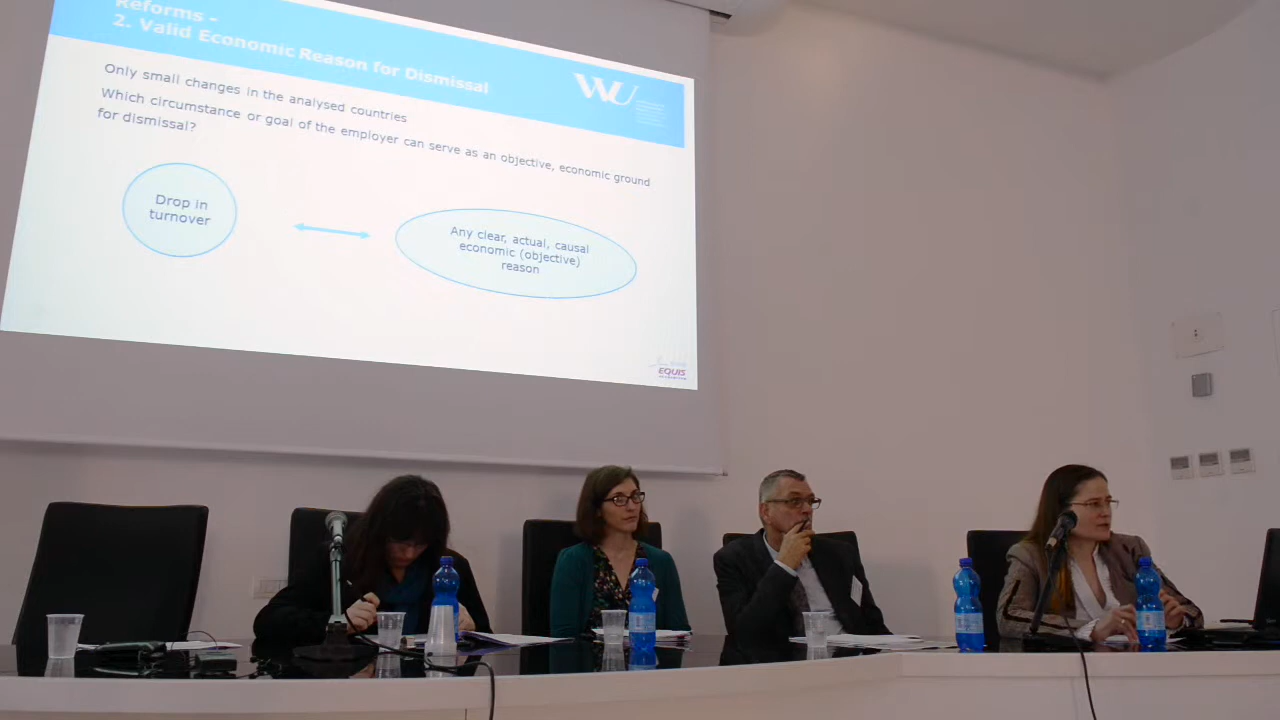 Reforms –
2. Valid Economic Reason for Dismissal
WU
Only small changes in the analysed countries
Which circumstance or goal of the employer can serve as an objective, economic ground
for dismissal?
Drop in
turnover
Any clear, actual, causal
economic (objective)
reason
EQUIS